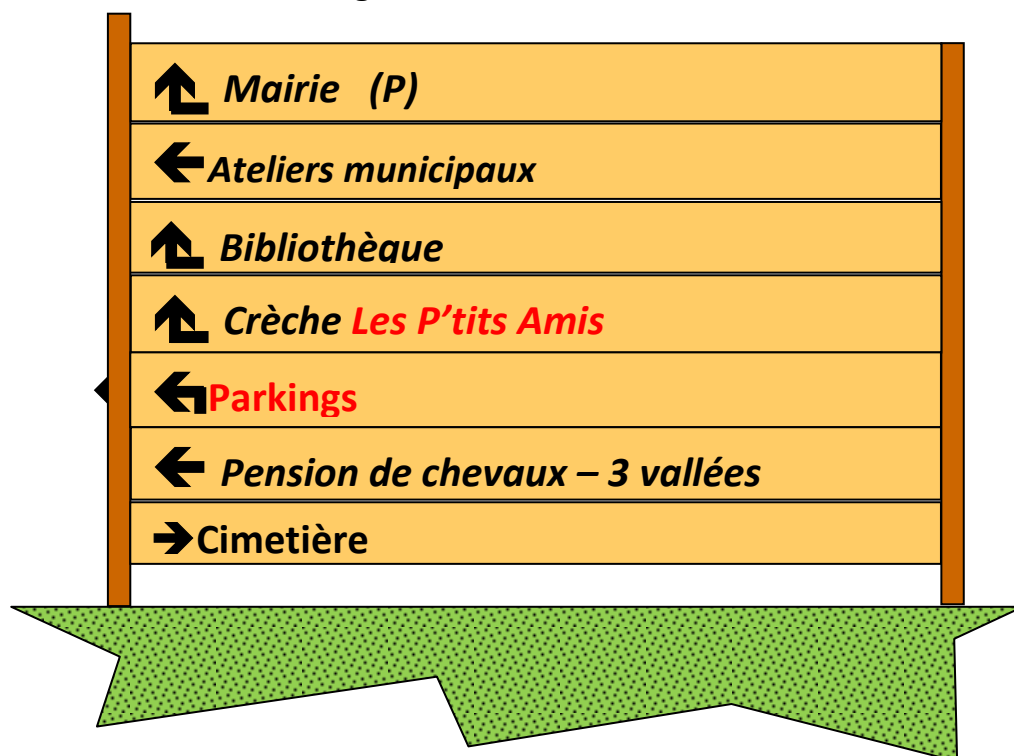 Mairie (P)
Ateliers municipaux
Bibliothèque
Crèche Les P'tits Amis
Parkings
Pension de chevaux – 3 vallées
Cimetière